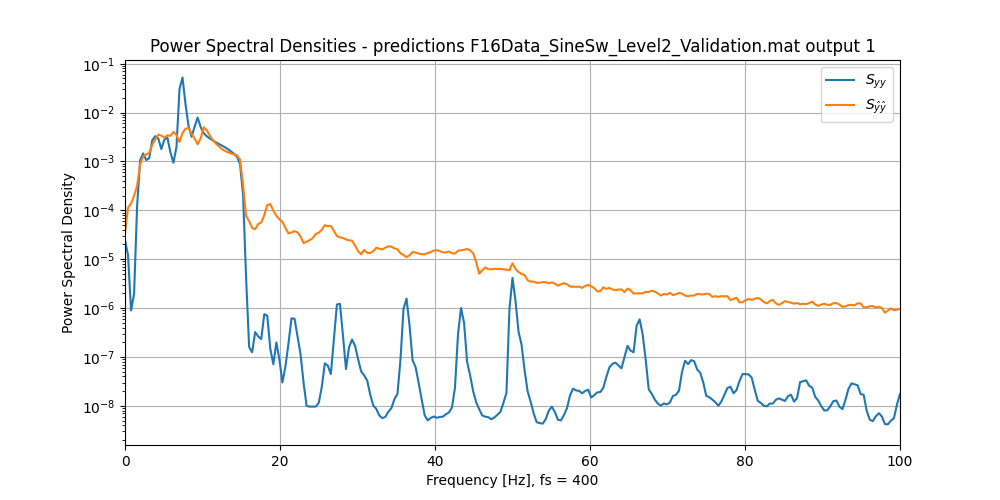 Power Spectral Densities - predictions F16Data_SineSw_Level2_Validation.mat output 1
Power Spectral Density
10⁻¹
10⁻²
10⁻³
10⁻⁴
10⁻⁵
10⁻⁶
10⁻⁷
10⁻⁸
S_yy
S_ŷŷ
0 20 40 60 80 100
Frequency [Hz], fs = 400